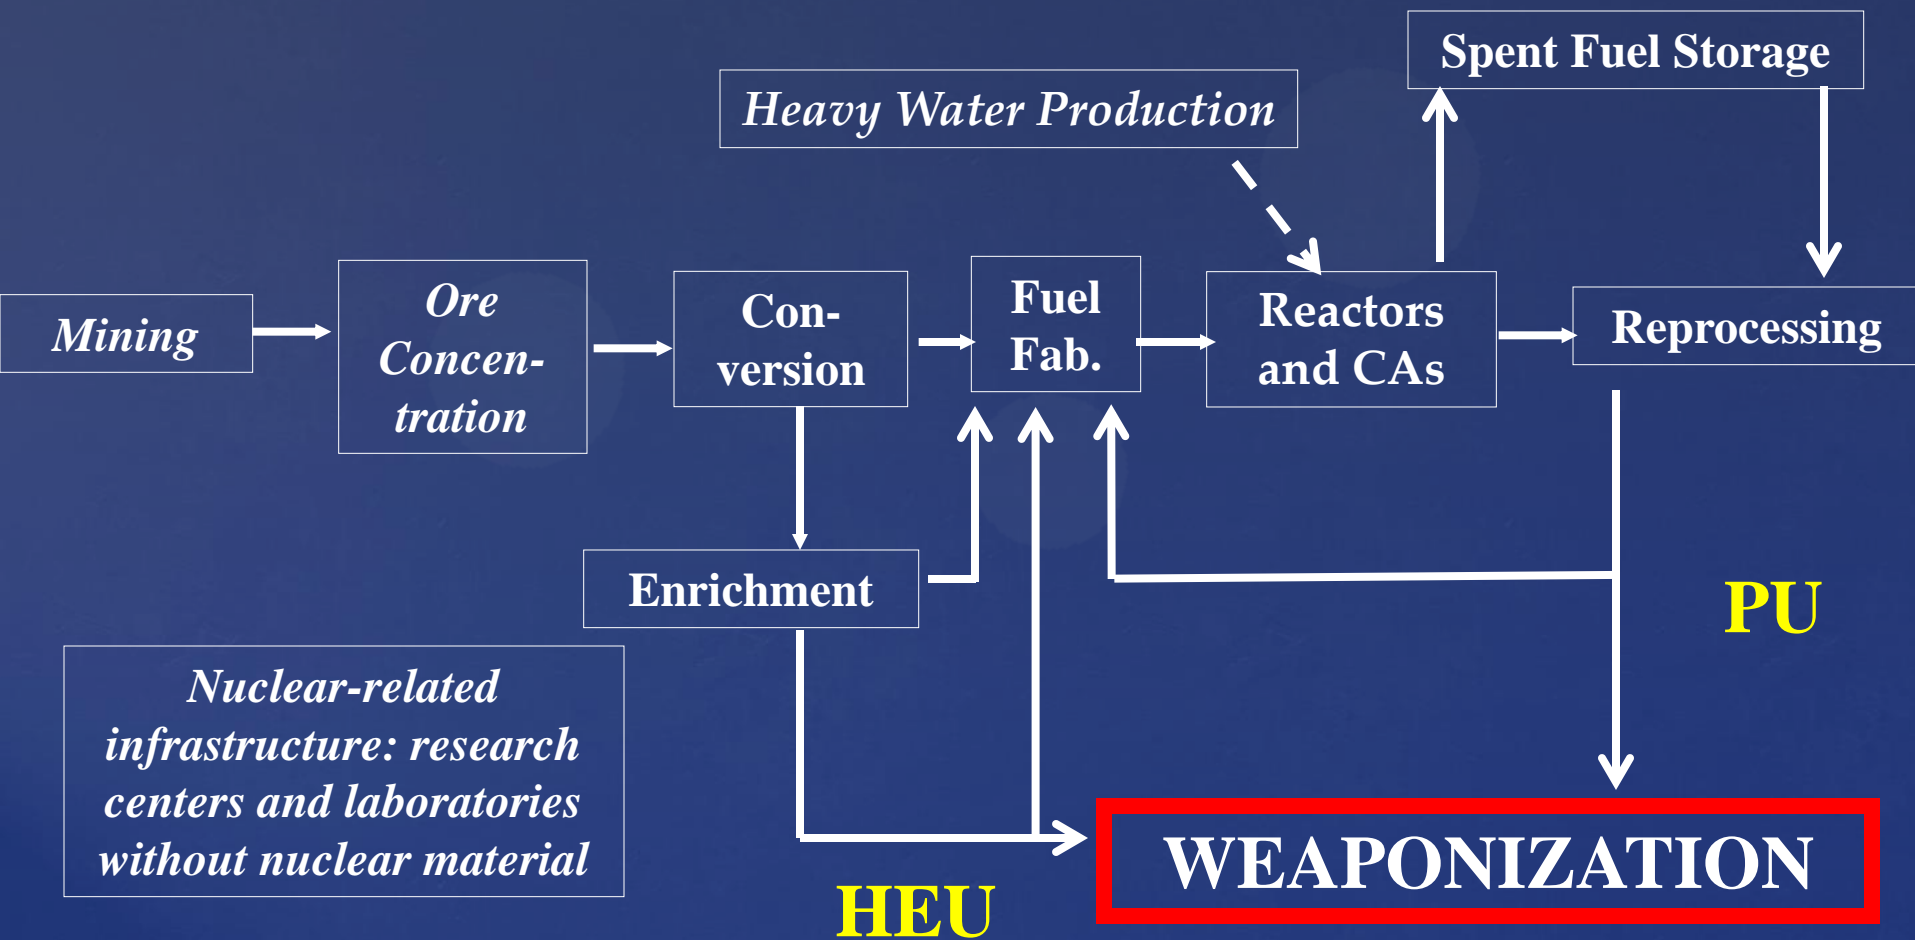 Spent Fuel Storage
Heavy Water Production
Mining
Ore
Concen-
tration
Con-
version
Fuel
Fab.
Reactors
and CAs
Reprocessing
Enrichment
PU
Nuclear-related
infrastructure: research
centers and laboratories
without nuclear material
WEAPONIZATION
HEU